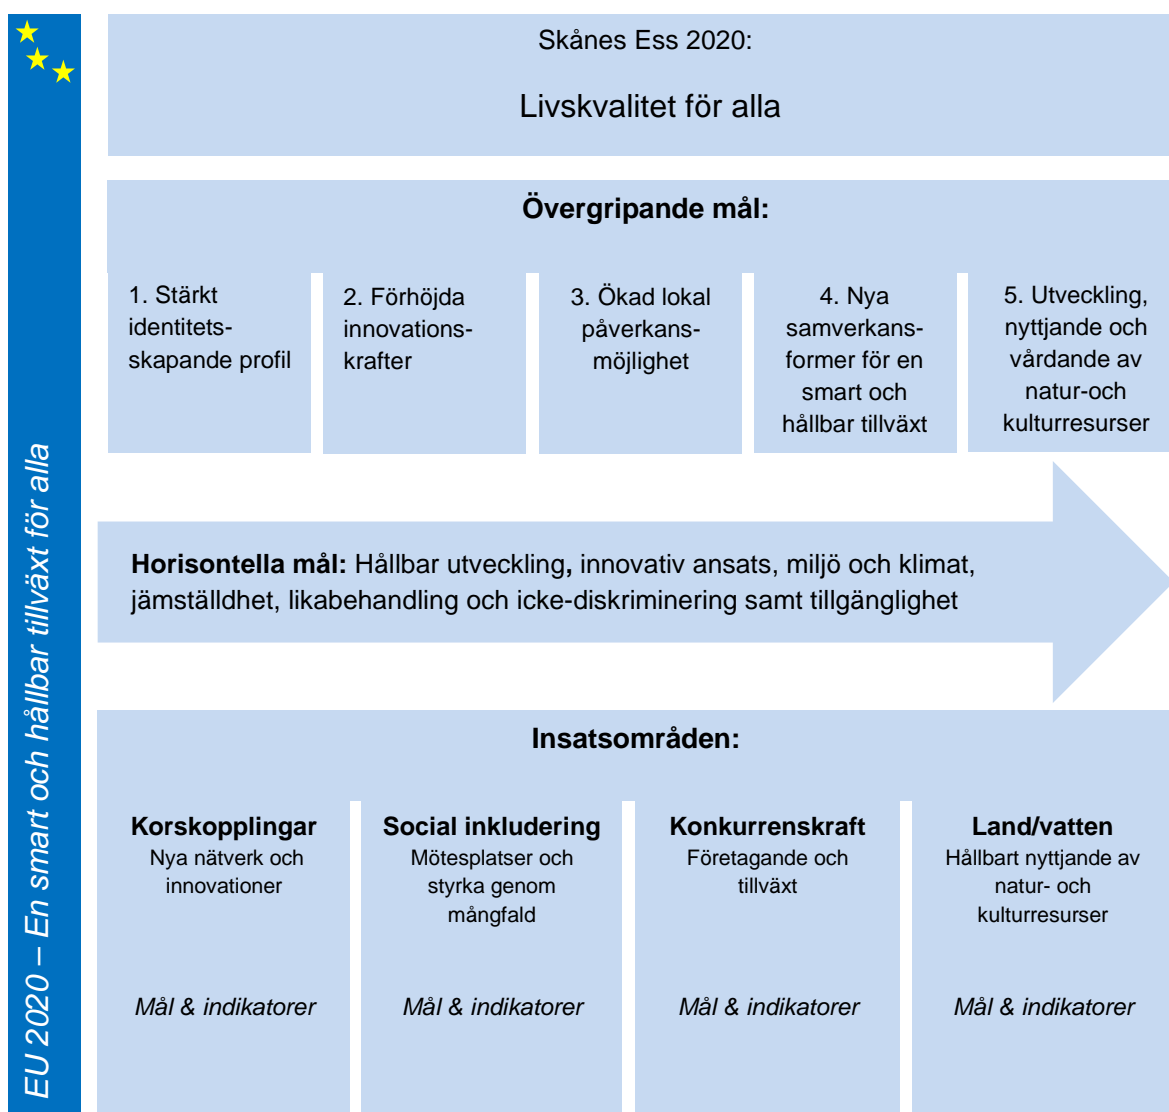 Skånes Ess 2020:
Livskvalitet för alla
Övergripande mål:
1. Stärkt
identitets-
skapande profil
2. Förhöjda
innovations-
krafter
3. Ökad lokal
påverkans-
möjlighet
4. Nya
samverkans-
former för en
smart och
hållbar tillväxt
5. Utveckling,
nyttjande och
vårdande av
natur-och
kulturresurser
Horisontella mål: Hållbar utveckling, innovativ ansats, miljö och klimat,
jämställdhet, likabehandling och icke-diskriminering samt tillgänglighet
Insatsområden:
Korskopplingar
Nya nätverk och
innovationer
Mål & indikatorer
Social inkludering
Mötesplatser och
styrka genom
mångfald
Mål & indikatorer
Konkurrenskraft
Företagande och
tillväxt
Mål & indikatorer
Land/vatten
Hållbart nyttjande av
natur- och
kulturresurser
Mål & indikatorer
EU 2020 – En smart och hållbar tillväxt för alla